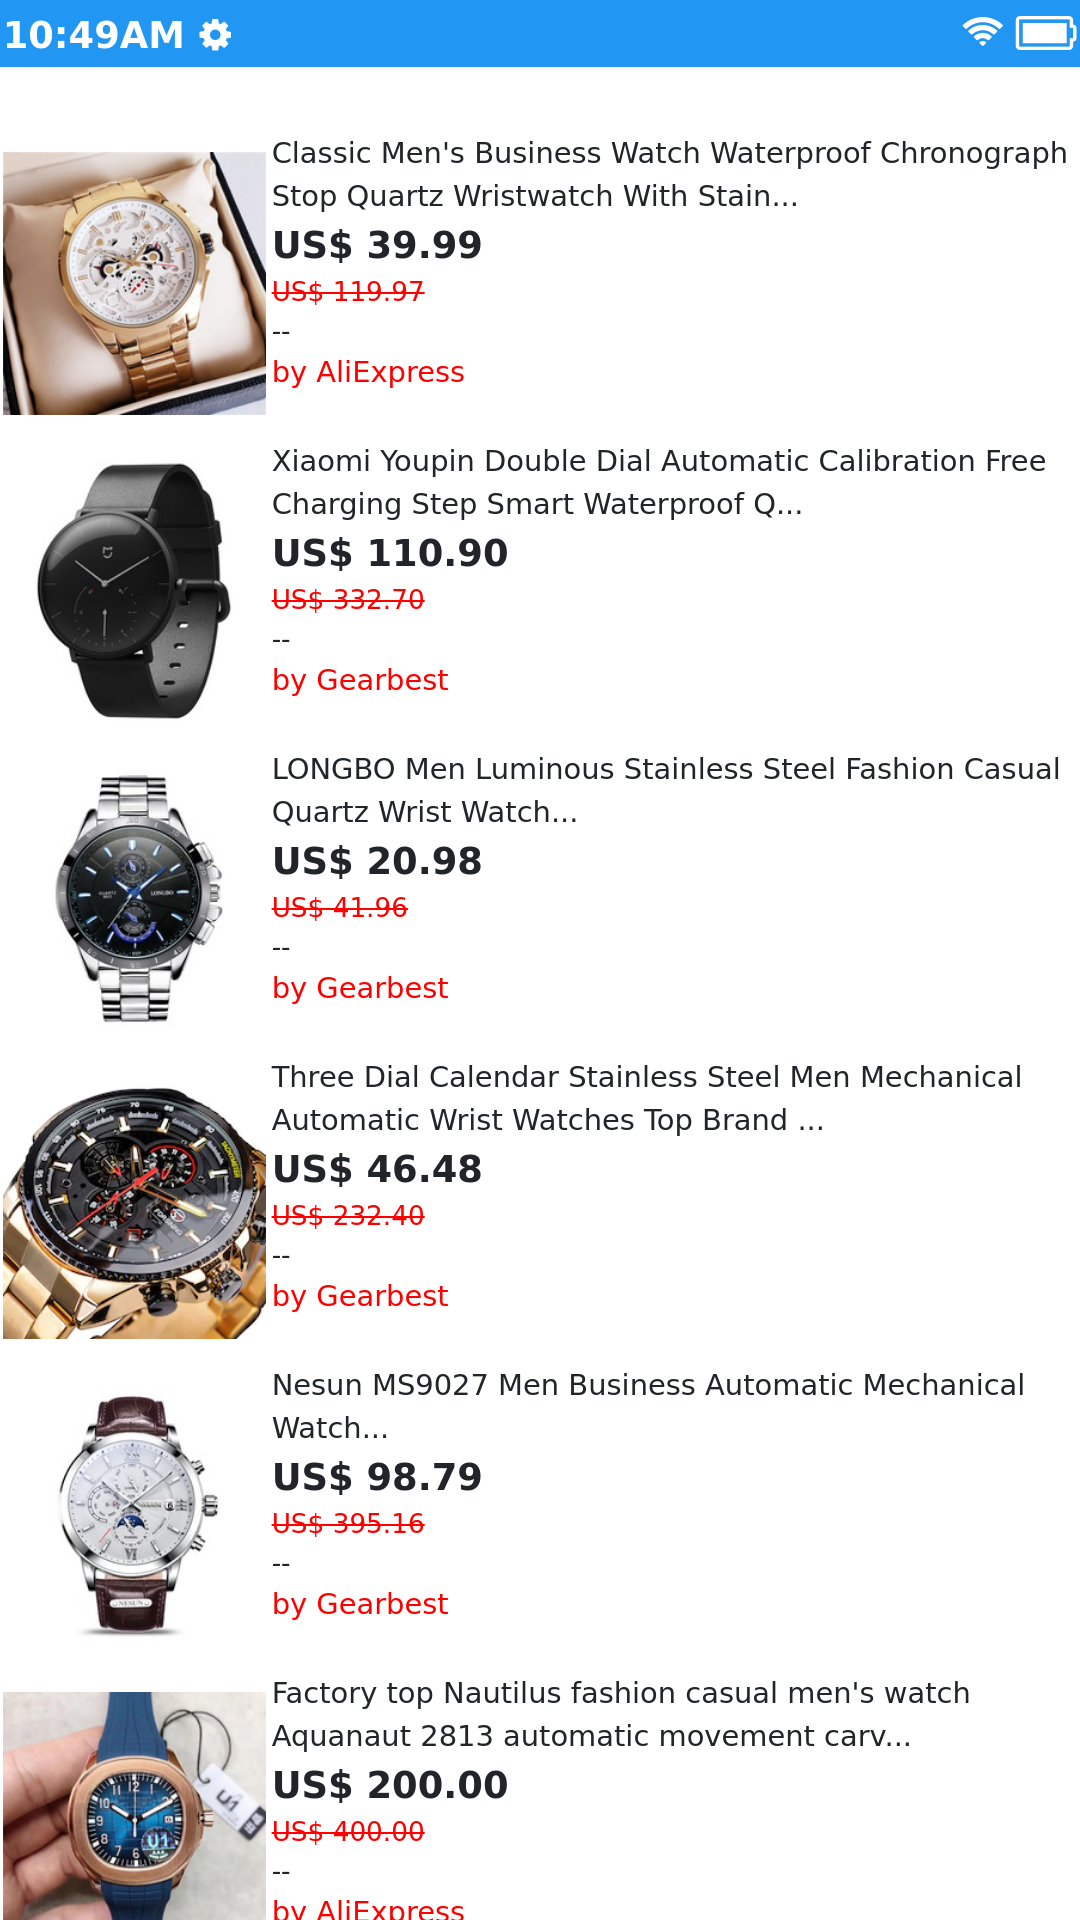 10:49AM
Classic Men's Business Watch Waterproof Chronograph
Stop Quartz Wristwatch With Stain...
US$ 39.99
US$ 119.97
--
by AliExpress
Xiaomi Youpin Double Dial Automatic Calibration Free
Charging Step Smart Waterproof Q...
US$ 110.90
US$ 332.70
--
by Gearbest
LONGBO Men Luminous Stainless Steel Fashion Casual
Quartz Wrist Watch...
US$ 20.98
US$ 41.96
--
by Gearbest
LONGBO
Three Dial Calendar Stainless Steel Men Mechanical
Automatic Wrist Watches Top Brand ...
US$ 46.48
US$ 232.40
--
by Gearbest
Nesun MS9027 Men Business Automatic Mechanical
Watch...
US$ 98.79
US$ 395.16
--
by Gearbest
NESUN
Factory top Nautilus fashion casual men's watch
Aquanaut 2813 automatic movement carv...
US$ 200.00
US$ 400.00
--
by AliExpress
U1
U1